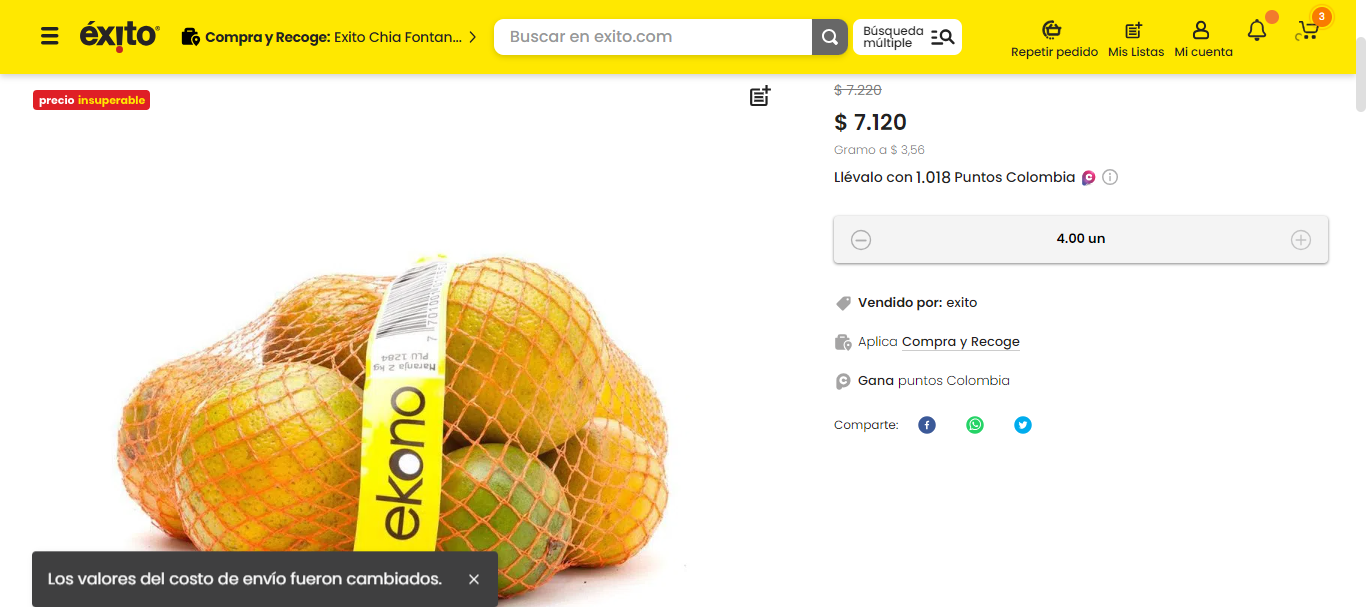 éxito
Compra y Recoge: Exito Chia Fontan...
Buscar en exito.com
Búsqueda
múltiple
Repetir pedido
Mis Listas
Mi cuenta
3
precio insuperable
$ 7.220
$ 7.120
Gramo a $ 3,56
Llévalo con 1.018 Puntos Colombia
4.00 un
Vendido por: exito
Aplica Compra y Recoge
Gana puntos Colombia
Comparte:
Naranja 2 kg
PLU 1284
ekono
Los valores del costo de envío fueron cambiados.